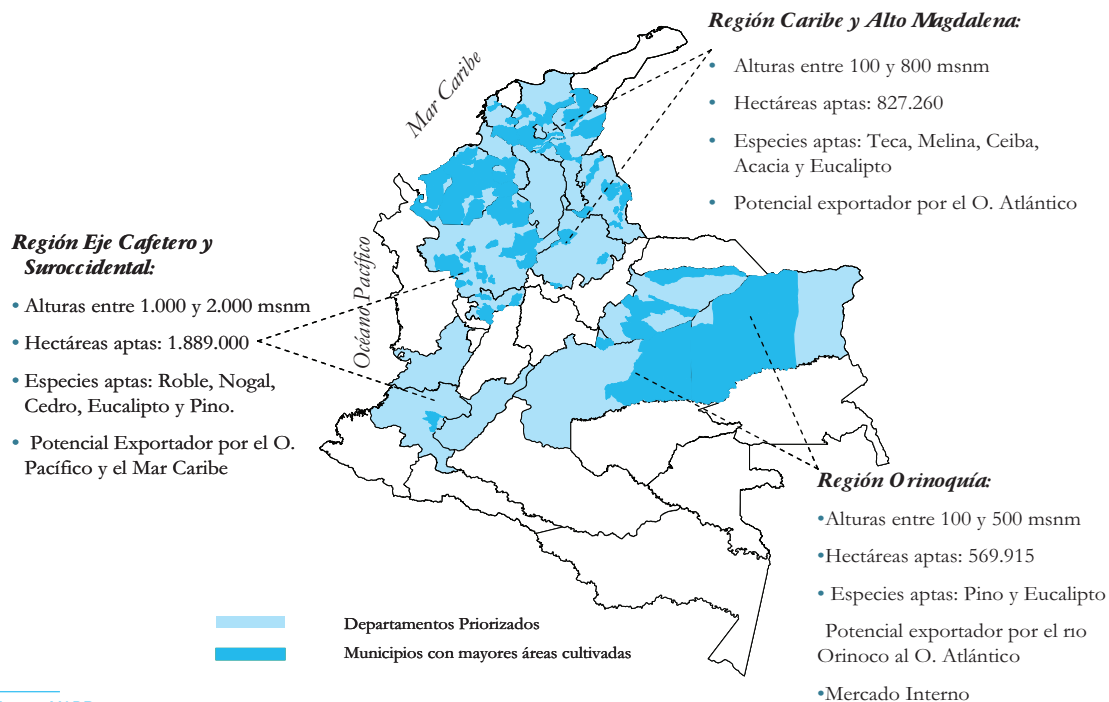 Región Caribe y Alto Magdalena:
• Alturas entre 100 y 800 msnm
• Hectáreas aptas: 827.260
• Especies aptas: Teca, Melina, Ceiba,
Acacia y Eucalipto
• Potencial exportador por el O. Atlántico
Mar Caribe
Océano Pacífico
Región Eje Cafetero y
Suroccidental:
• Alturas entre 1.000 y 2.000 msnm
• Hectáreas aptas: 1.889.000
• Especies aptas: Roble, Nogal,
Cedro, Eucalipto y Pino.
• Potencial Exportador por el O.
Pacífico y el Mar Caribe
Región Orinoquía:
•Alturas entre 100 y 500 msnm
•Hectáreas aptas: 569.915
• Especies aptas: Pino y Eucalipto
Potencial exportador por el rio
Orinoco al O. Atlántico
•Mercado Interno
Departamentos Priorizados
Municipios con mayores áreas cultivadas